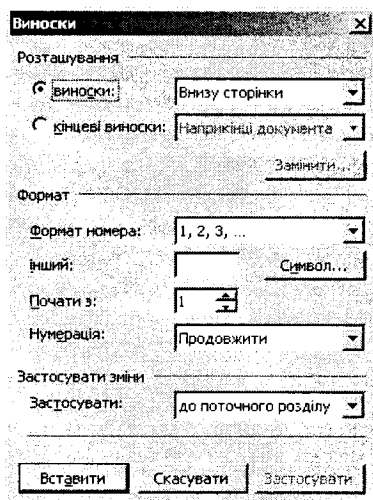 Виноски
Розташування
виноски: Внизу сторінки
кінцеві виноски: Наприкінці документа
Замінити...
Формат
Формат номера: 1, 2, 3, ...
інший: Символ...
Почати з: 1
Нумерація: Продовжити
Застосувати зміни
Застосувати: до поточного розділу
Вставити Скасувати Застосувати